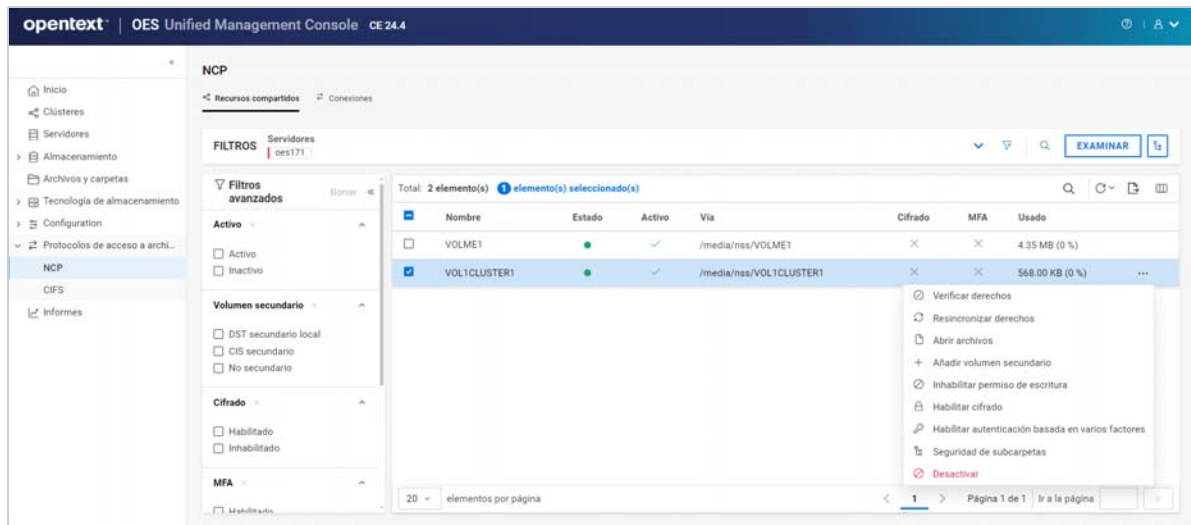 opentext™ | OES Unified Management Console CE 24.4
Inicio
Clústeres
Servidores
Almacenamiento
Archivos y carpetas
Tecnología de almacenamiento
Configuration
Protocolos de acceso a archi...
NCP
CIFS
Informes
NCP
Recursos compartidos Conexiones
FILTROS Servidores
oes171
EXAMINAR
Filtros avanzados Borrar
Activo
Activo
Inactivo
Volumen secundario
DST secundario local
CIS secundario
No secundario
Cifrado
Habilitado
Inhabilitado
MFA
Habilitado
Total: 2 elemento(s) 1 elemento(s) seleccionado(s)
Nombre Estado Activo Vía Cifrado MFA Usado
VOLME1 /media/nss/VOLME1 4.35 MB (0 %)
VOL1CLUSTER1 /media/nss/VOL1CLUSTER1 568.00 KB (0 %) ...
Verificar derechos
Resincronizar derechos
Abrir archivos
Añadir volumen secundario
Inhabilitar permiso de escritura
Habilitar cifrado
Habilitar autenticación basada en varios factores
Seguridad de subcarpetas
Desactivar
20 elementos por página < 1 > Página 1 de 1 Ir a la página